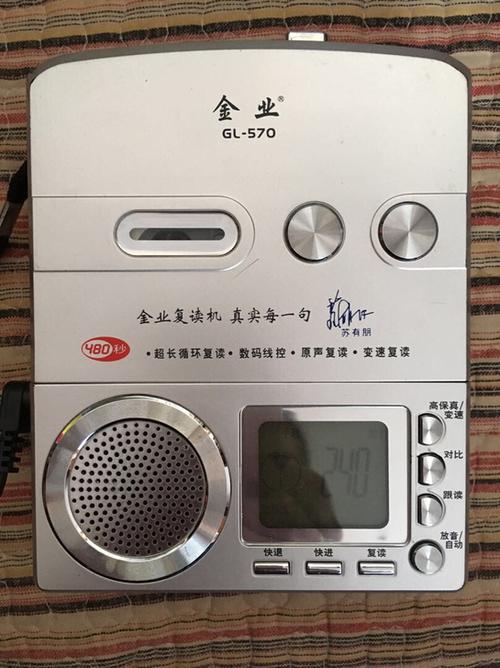 金业®
GL-570
金业复读机 真实每一句
苏有朋
480秒
·超长循环复读·数码线控·原声复读·变速复读
高保真/
变速
对比
240
跟读
放音/
自动
快退 快进 复读